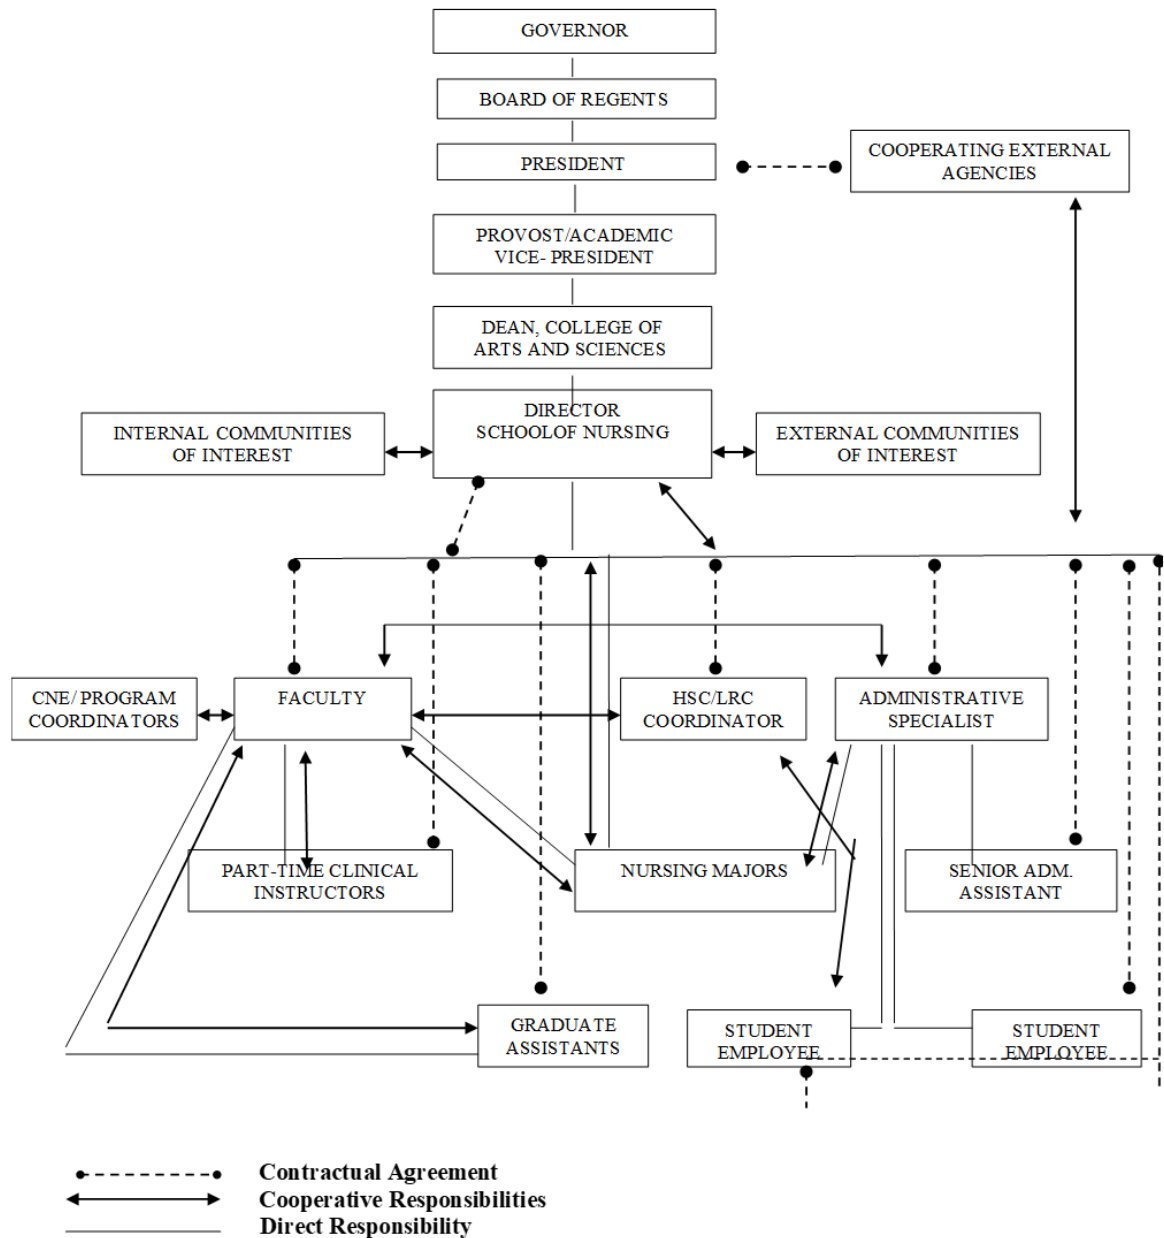 GOVERNOR
BOARD OF REGENTS
PRESIDENT
COOPERATING EXTERNAL
AGENCIES
PROVOST/ACADEMIC
VICE- PRESIDENT
DEAN, COLLEGE OF
ARTS AND SCIENCES
DIRECTOR
SCHOOLOF NURSING
INTERNAL COMMUNITIES
OF INTEREST
EXTERNAL COMMUNITIES
OF INTEREST
CNE/ PROGRAM
COORDINATORS
FACULTY
HSC/LRC
COORDINATOR
ADMINISTRATIVE
SPECIALIST
PART-TIME CLINICAL
INSTRUCTORS
NURSING MAJORS
SENIOR ADM.
ASSISTANT
GRADUATE
ASSISTANTS
STUDENT
EMPLOYEE
STUDENT
EMPLOYEE
Contractual Agreement
Cooperative Responsibilities
Direct Responsibility